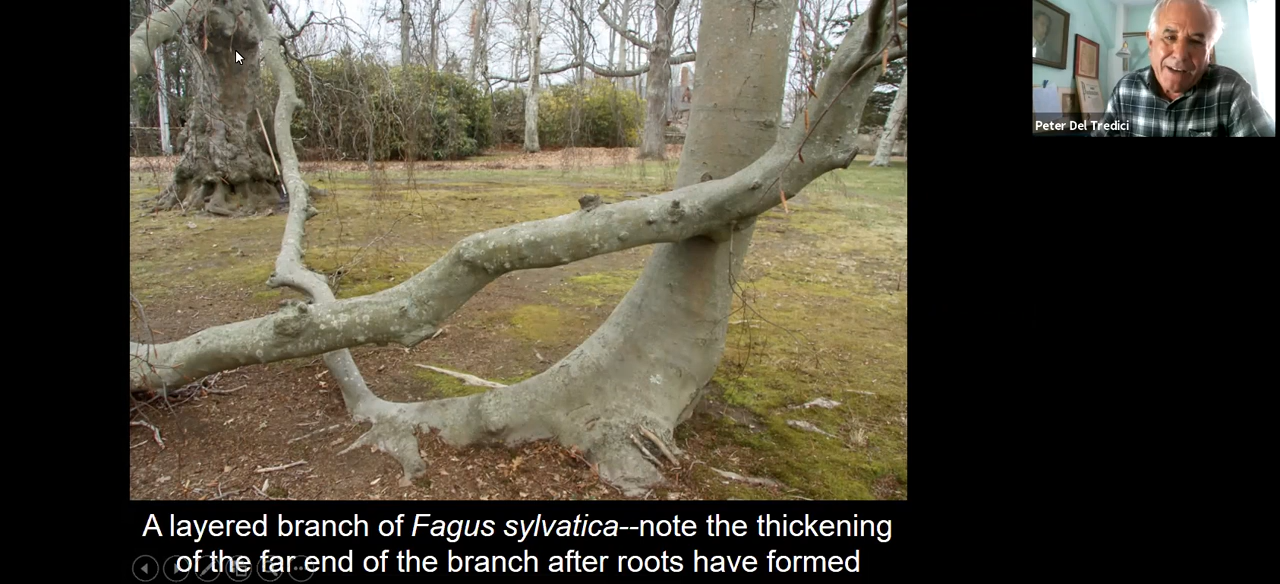 Peter Del Tredici
A layered branch of Fagus sylvatica--note the thickening
of the far end of the branch after roots have formed